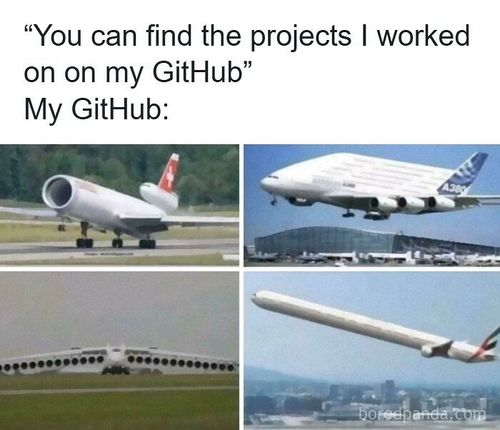 “You can find the projects I worked
on on my GitHub”
My GitHub:
A380
boredpanda.com